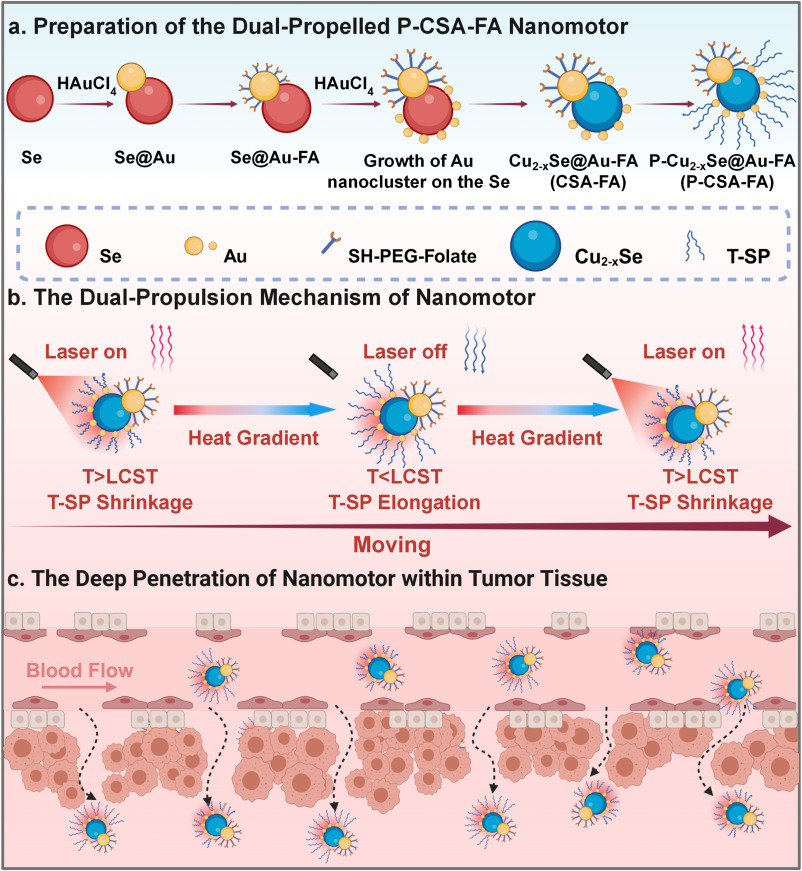 a. Preparation of the Dual-Propelled P-CSA-FA Nanomotor
HAuCl4
HAuCl4
Se
Se@Au
Se@Au-FA
Growth of Au
nanocluster on the Se
Cu2-xSe@Au-FA
(CSA-FA)
P-Cu2-xSe@Au-FA
(P-CSA-FA)
Se
Au
SH-PEG-Folate
Cu2-xSe
T-SP
b. The Dual-Propulsion Mechanism of Nanomotor
Laser on
Laser off
Laser on
Heat Gradient
Heat Gradient
T>LCST
T-SP Shrinkage
T<LCST
T-SP Elongation
T>LCST
T-SP Shrinkage
Moving
c. The Deep Penetration of Nanomotor within Tumor Tissue
Blood Flow